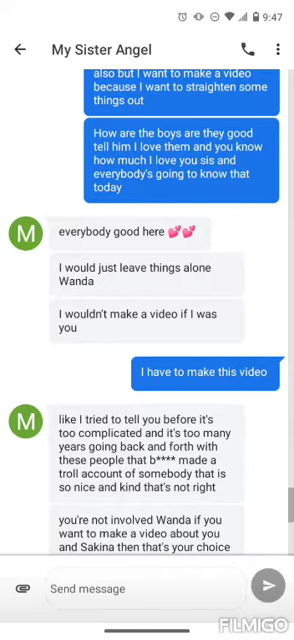 9:47
My Sister Angel
also but I want to make a video
because I want to straighten some
things out
How are the boys are they good
tell him I love them and you know
how much I love you sis and
everybody's going to know that
today
M
everybody good here 💕💕
I would just leave things alone
Wanda
I wouldn't make a video if I was
you
I have to make this video
M
like I tried to tell you before it's
too complicated and it's too many
years going back and forth with
these people that b**** made a
troll account of somebody that is
so nice and kind that's not right
you're not involved Wanda if you
want to make a video about you
and Sakina then that's your choice
Send message
FILMIGO